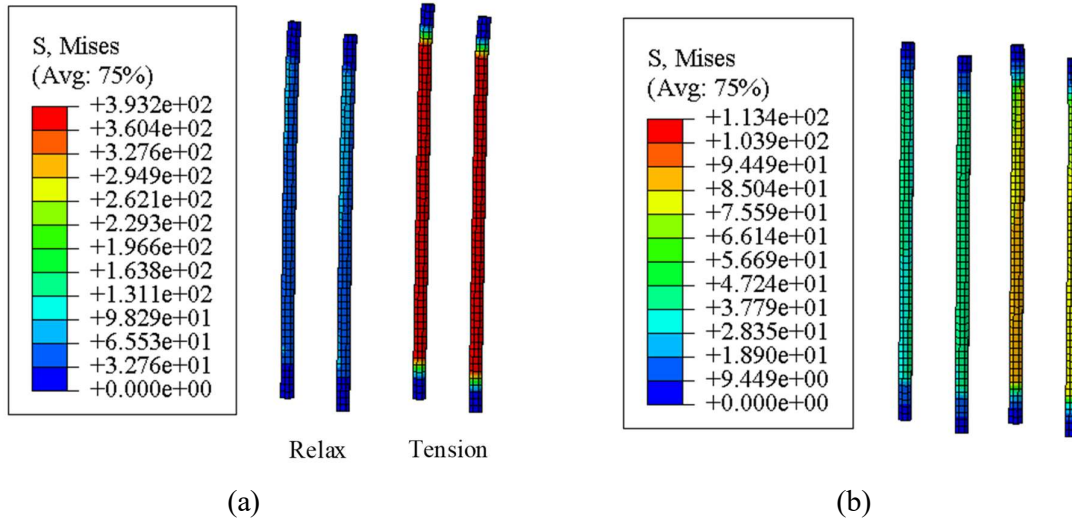 S, Mises
(Avg: 75%)
+3.932e+02
+3.604e+02
+3.276e+02
+2.949e+02
+2.621e+02
+2.293e+02
+1.966e+02
+1.638e+02
+1.311e+02
+9.829e+01
+6.553e+01
+3.276e+01
+0.000e+00
Relax
Tension
(a)
S, Mises
(Avg: 75%)
+1.134e+02
+1.039e+02
+9.449e+01
+8.504e+01
+7.559e+01
+6.614e+01
+5.669e+01
+4.724e+01
+3.779e+01
+2.835e+01
+1.890e+01
+9.449e+00
+0.000e+00
(b)